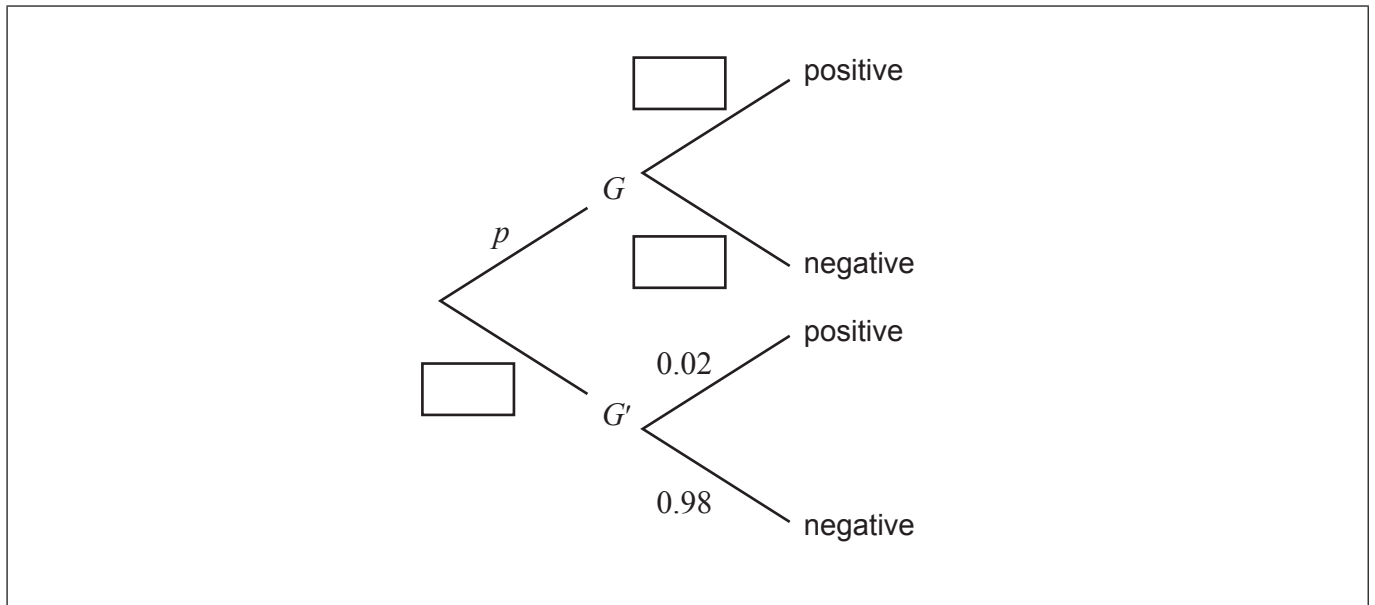 positive
G
p
negative
positive
0.02
G′
0.98
negative